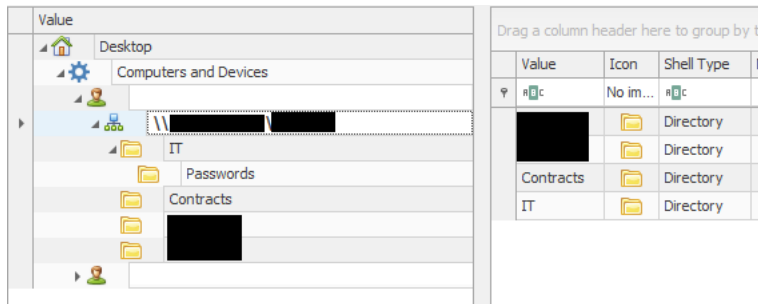 Value
Desktop
Computers and Devices
\\ \
IT
Passwords
Contracts
Drag a column header here to group by t
Value Icon Shell Type
No im...
Directory
Directory
Contracts Directory
IT Directory